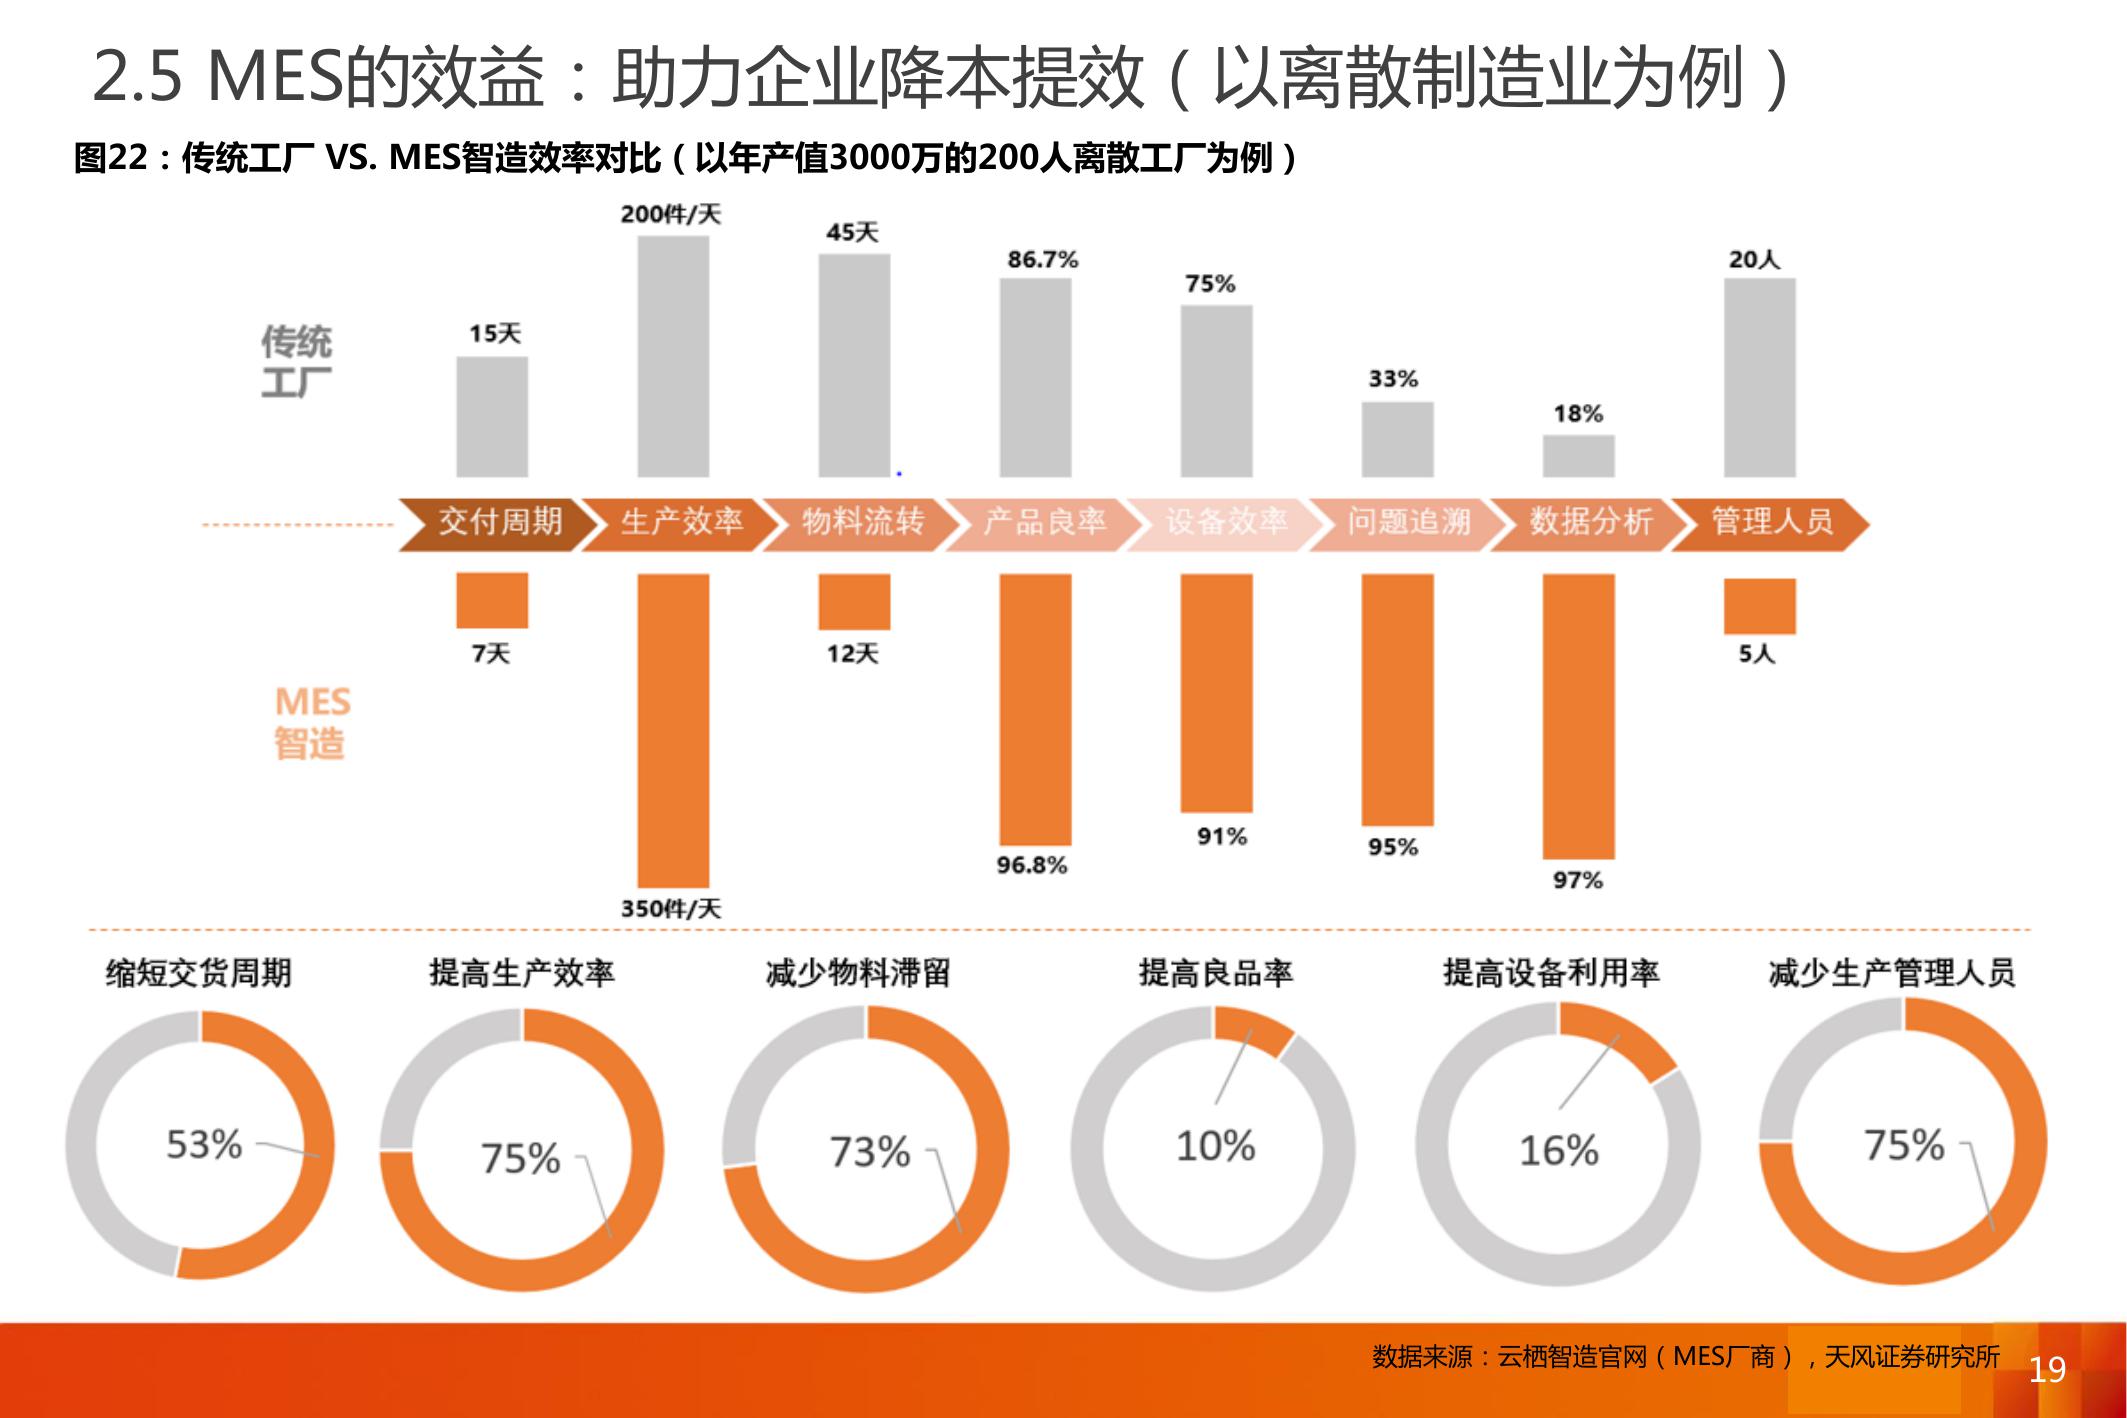 2.5 MES的效益：助力企业降本提效（以离散制造业为例）
图22：传统工厂 VS. MES智造效率对比（以年产值3000万的200人离散工厂为例）
传统
工厂
15天
200件/天
45天
86.7%
75%
33%
18%
20人
交付周期
生产效率
物料流转
产品良率
设备效率
问题追溯
数据分析
管理人员
MES
智造
7天
350件/天
12天
96.8%
91%
95%
97%
5人
缩短交货周期
提高生产效率
减少物料滞留
提高良品率
提高设备利用率
减少生产管理人员
53%
75%
73%
10%
16%
75%
数据来源：云栖智造官网（MES厂商），天风证券研究所
19